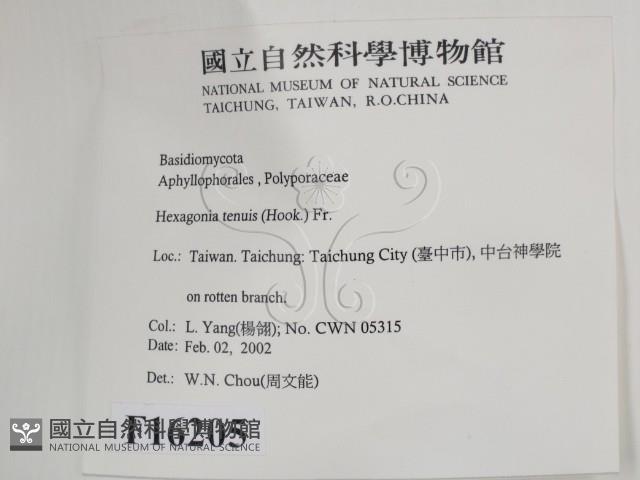 國立自然科學博物館
NATIONAL MUSEUM OF NATURAL SCIENCE
TAICHUNG, TAIWAN, R.O.CHINA
Basidiomycota
Aphyllophorales , Polyporaceae
Hexagonia tenuis (Hook.) Fr.
Loc.: Taiwan. Taichung: Taichung City (臺中市), 中台神學院
on rotten branch.
Col.: L. Yang(楊翎); No. CWN 05315
Date: Feb. 02, 2002
Det.: W.N. Chou(周文能)
F16205
國立自然科學博物館
NATIONAL MUSEUM OF NATURAL SCIENCE